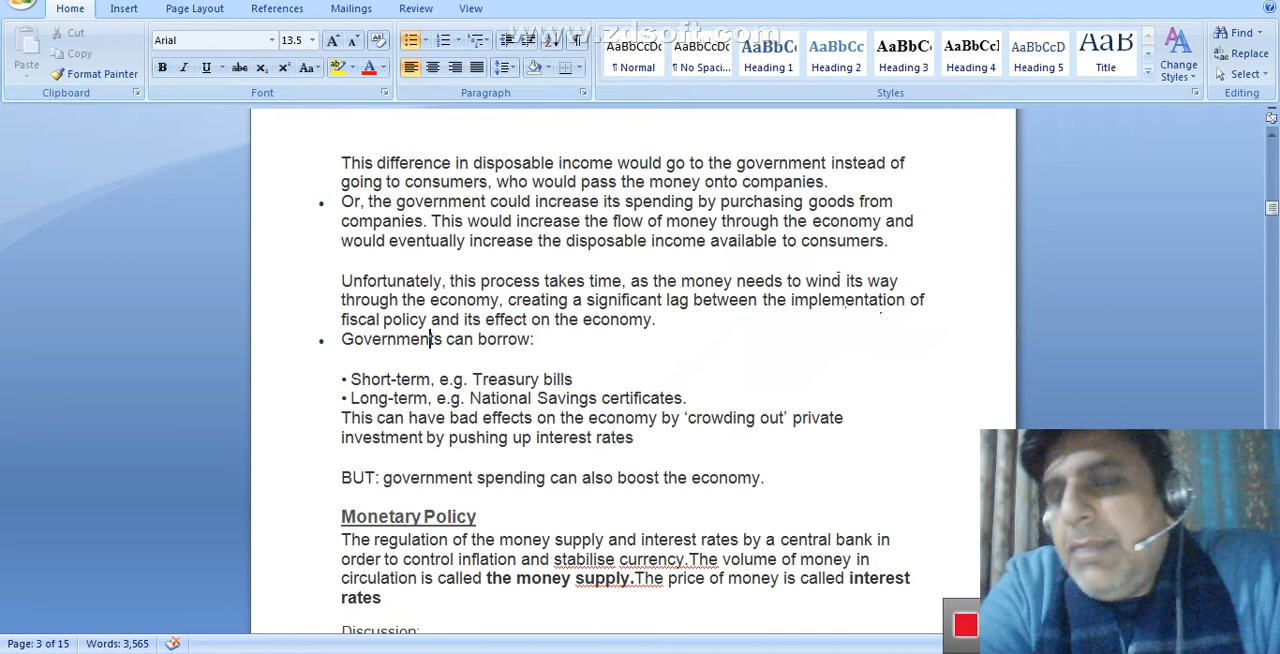 Home Insert Page Layout References Mailings Review View
www.zdsoft.com
Cut
Copy
Format Painter
Paste
Arial 13.5
AaBbCcDc AaBbCcDc AaBbC AaBbCc AaBbC AaBbCcI AaBbCcD AaB
¶ Normal ¶ No Spaci... Heading 1 Heading 2 Heading 3 Heading 4 Heading 5 Title
Change
Styles
Find
Replace
Select
Clipboard Font Paragraph Styles Editing
This difference in disposable income would go to the government instead of
going to consumers, who would pass the money onto companies.
• Or, the government could increase its spending by purchasing goods from
companies. This would increase the flow of money through the economy and
would eventually increase the disposable income available to consumers.
Unfortunately, this process takes time, as the money needs to wind its way
through the economy, creating a significant lag between the implementation of
fiscal policy and its effect on the economy.
• Governments can borrow:
• Short-term, e.g. Treasury bills
• Long-term, e.g. National Savings certificates.
This can have bad effects on the economy by ‘crowding out’ private
investment by pushing up interest rates
BUT: government spending can also boost the economy.
Monetary Policy
The regulation of the money supply and interest rates by a central bank in
order to control inflation and stabilise currency.The volume of money in
circulation is called the money supply.The price of money is called interest
rates
Discussion:
Page: 3 of 15 Words: 3,565